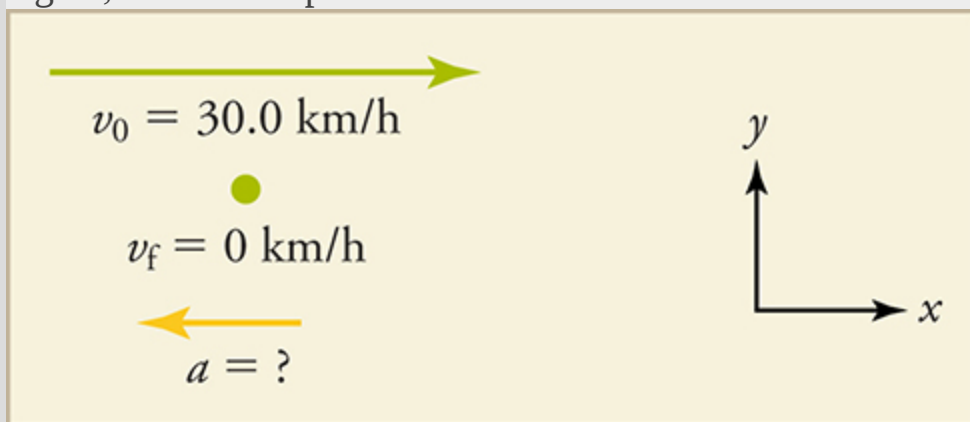 v₀ = 30.0 km/h
y
v_f = 0 km/h
x
a = ?